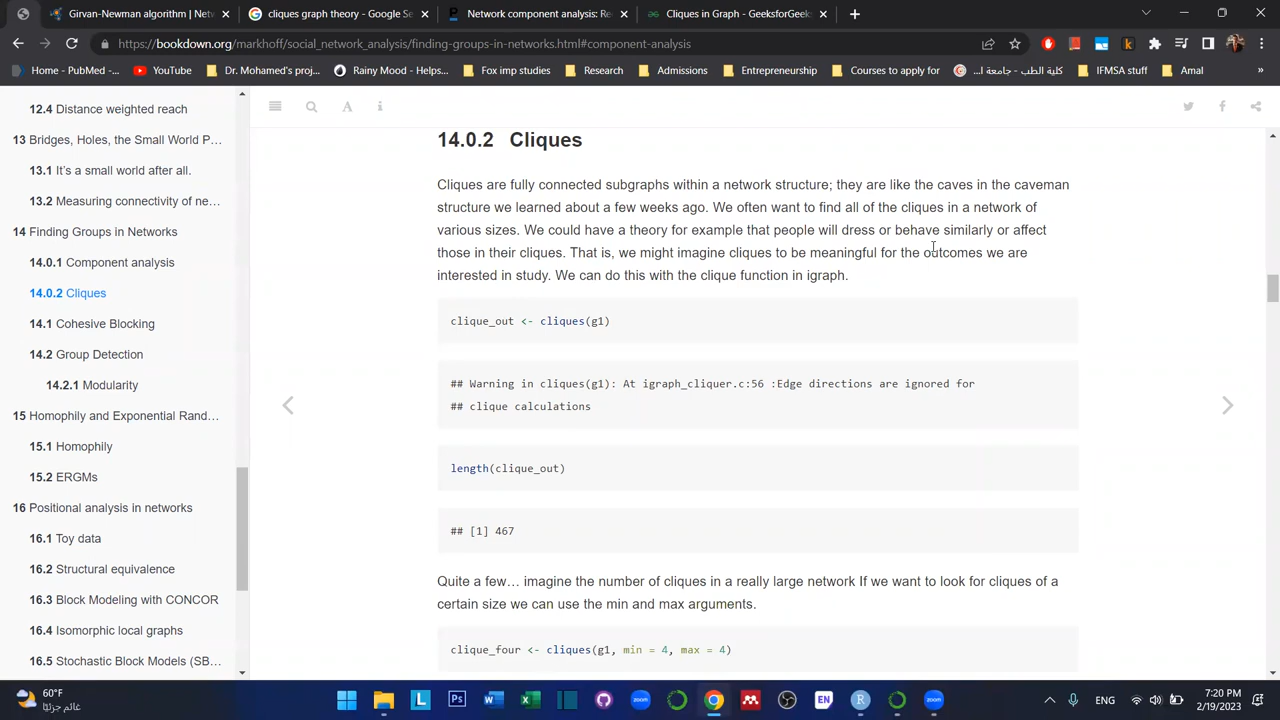 Girvan-Newman algorithm | Netw
cliques graph theory - Google Se
Network component analysis: Re
Cliques in Graph - GeeksforGeeks
https://bookdown.org/markhoff/social_network_analysis/finding-groups-in-networks.html#component-analysis
Home - PubMed -...
YouTube
Dr. Mohamed's proj...
Rainy Mood - Helps...
Fox imp studies
Research
Admissions
Entrepreneurship
Courses to apply for
كلية الطب - جامعة ا...
IFMSA stuff
Amal
»
12.4 Distance weighted reach
13 Bridges, Holes, the Small World P...
13.1 It's a small world after all.
13.2 Measuring connectivity of ne...
14 Finding Groups in Networks
14.0.1 Component analysis
14.0.2 Cliques
14.1 Cohesive Blocking
14.2 Group Detection
14.2.1 Modularity
15 Homophily and Exponential Rand...
15.1 Homophily
15.2 ERGMs
16 Positional analysis in networks
16.1 Toy data
16.2 Structural equivalence
16.3 Block Modeling with CONCOR
16.4 Isomorphic local graphs
16.5 Stochastic Block Models (SB...
14.0.2 Cliques
Cliques are fully connected subgraphs within a network structure; they are like the caves in the caveman
structure we learned about a few weeks ago. We often want to find all of the cliques in a network of
various sizes. We could have a theory for example that people will dress or behave similarly or affect
those in their cliques. That is, we might imagine cliques to be meaningful for the outcomes we are
interested in study. We can do this with the clique function in igraph.
clique_out <- cliques(g1)
## Warning in cliques(g1): At igraph_cliquer.c:56 :Edge directions are ignored for
## clique calculations
length(clique_out)
## [1] 467
Quite a few… imagine the number of cliques in a really large network If we want to look for cliques of a
certain size we can use the min and max arguments.
clique_four <- cliques(g1, min = 4, max = 4)
60°F
غائم جزئيًا
ENG
7:20 PM
2/19/2023